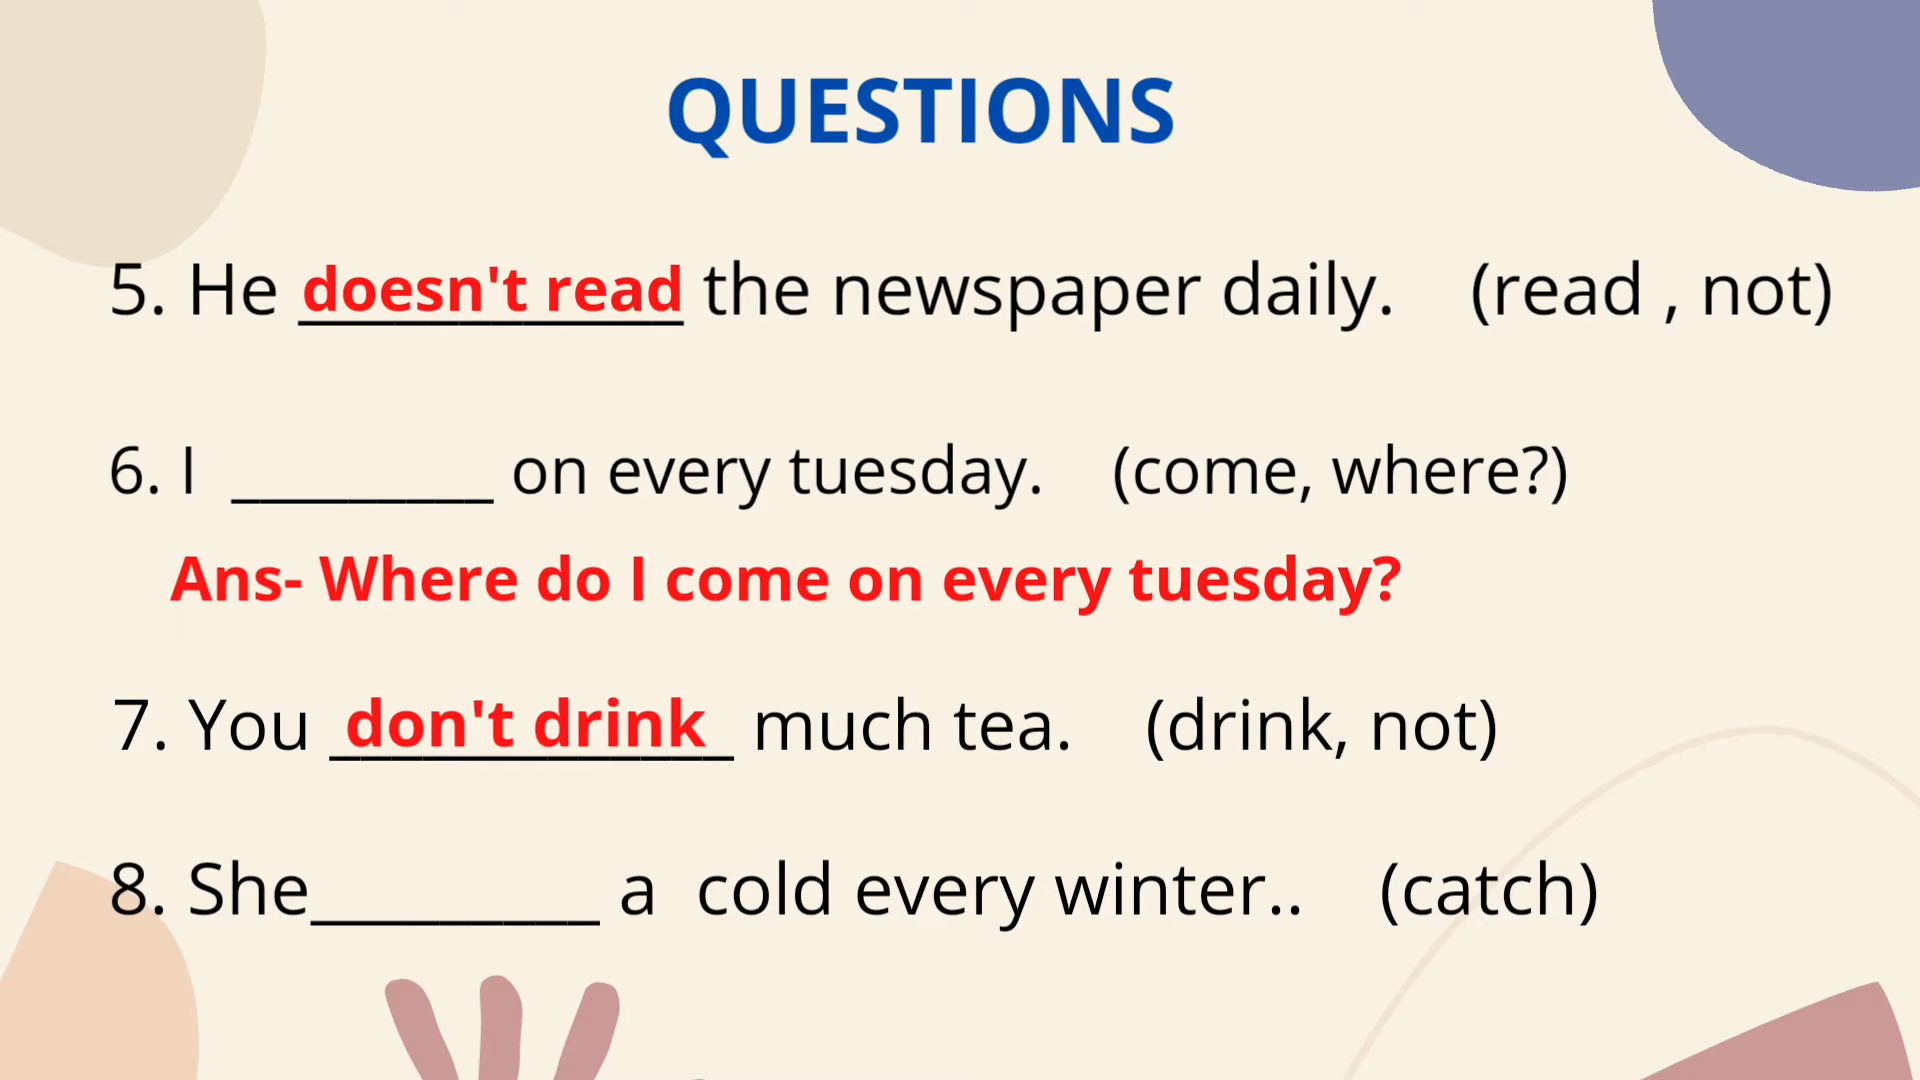 QUESTIONS
5. He doesn't read the newspaper daily. (read , not)
6. I _________ on every tuesday. (come, where?)
Ans- Where do I come on every tuesday?
7. You don't drink much tea. (drink, not)
8. She_________ a cold every winter.. (catch)